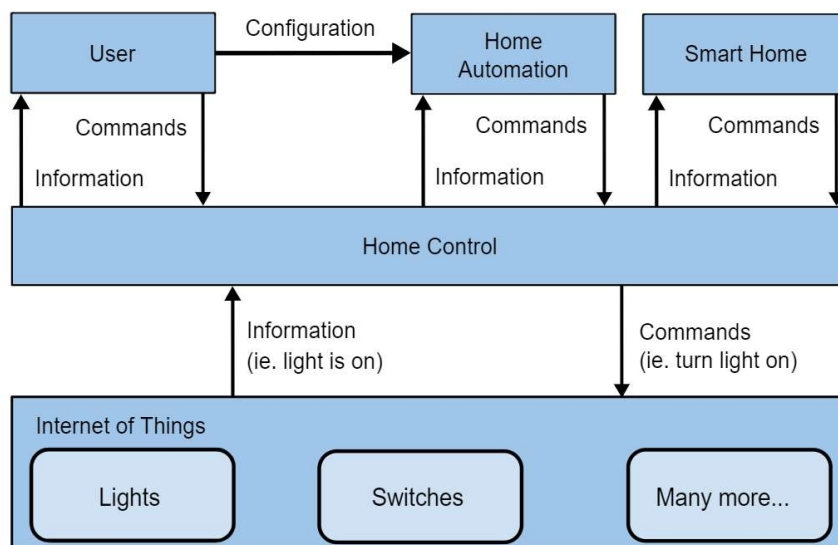 User
Configuration
Home
Automation
Smart Home
Commands
Information
Commands
Information
Commands
Information
Home Control
Information
(ie. light is on)
Commands
(ie. turn light on)
Internet of Things
Lights
Switches
Many more...